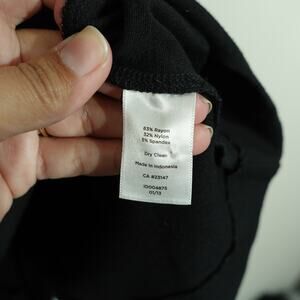 63% Rayon
32% Nylon
5% Spandex
Dry Clean
Made in Indonesia
CA #23147
ID004875
01/13